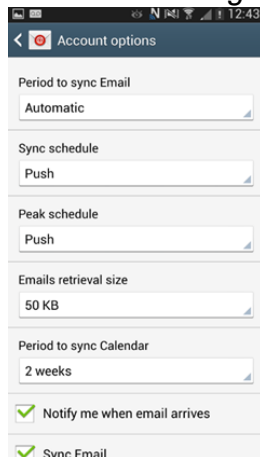 12:43
Account options
Period to sync Email
Automatic
Sync schedule
Push
Peak schedule
Push
Emails retrieval size
50 KB
Period to sync Calendar
2 weeks
Notify me when email arrives
Sync Email